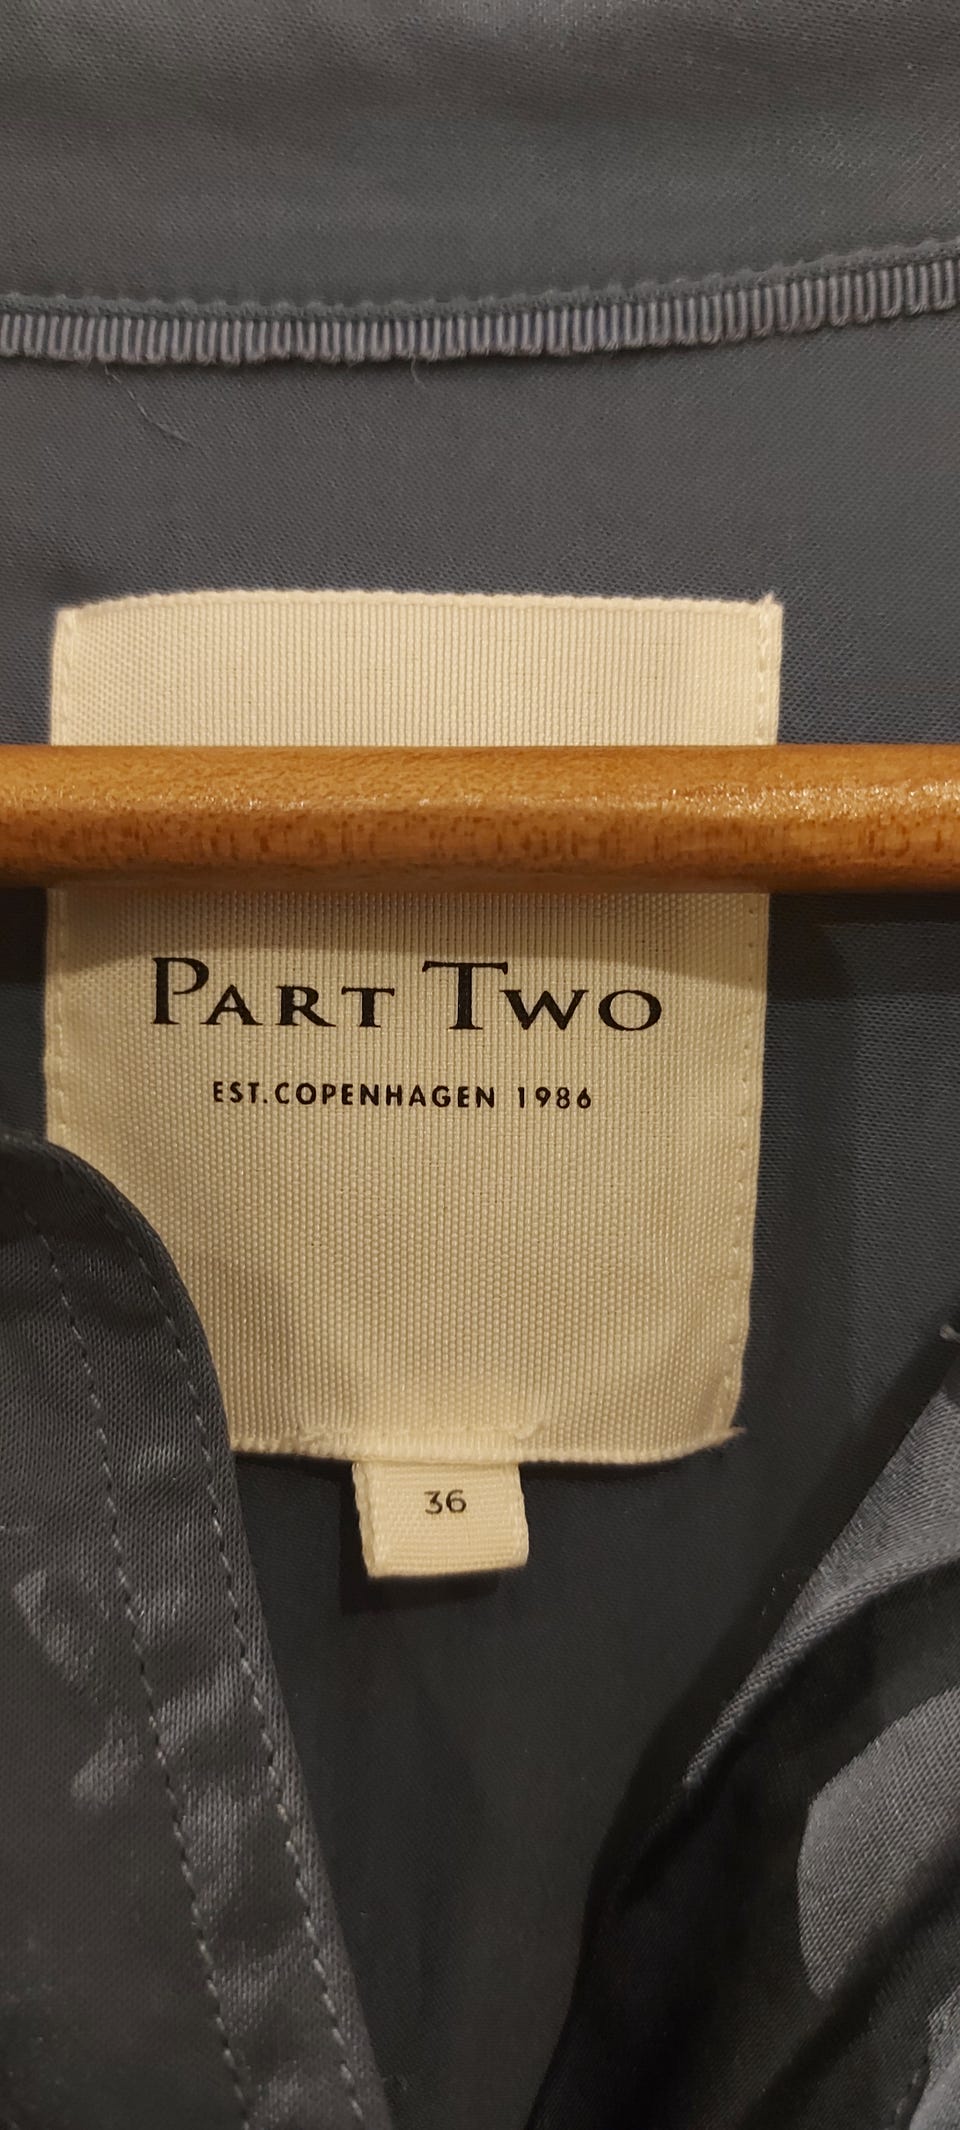 PART TWO
EST.COPENHAGEN 1986
36